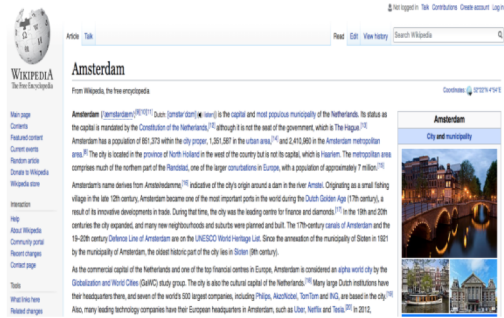 Not logged in Talk Contributions Create account Log in
Article Talk
Read Edit View history Search Wikipedia
WIKIPEDIA
The Free Encyclopedia
Amsterdam
From Wikipedia, the free encyclopedia
Coordinates: 52°22′N 4°54′E
Main page
Contents
Featured content
Current events
Random article
Donate to Wikipedia
Wikipedia store
Interaction
Help
About Wikipedia
Community portal
Recent changes
Contact page
Tools
What links here
Related changes
Amsterdam Dutch: (listen)) is the capital and most populous municipality of the Netherlands. Its status as
the capital is mandated by the Constitution of the Netherlands,[12] although it is not the seat of the government, which is The Hague.[13]
Amsterdam has a population of 851,373 within the city proper, 1,351,587 in the urban area,[14] and 2,410,960 in the Amsterdam metropolitan
area. The city is located in the province of North Holland in the west of the country but is not its capital, which is Haarlem. The metropolitan area
comprises much of the northern part of the Randstad, one of the larger conurbations in Europe, with a population of approximately 7 million.[15]
Amsterdam's name derives from Amstelredamme,[16] indicative of the city's origin around a dam in the river Amstel. Originating as a small fishing
village in the late 12th century, Amsterdam became one of the most important ports in the world during the Dutch Golden Age (17th century), a
result of its innovative developments in trade. During that time, the city was the leading centre for finance and diamonds.[17] In the 19th and 20th
centuries the city expanded, and many new neighbourhoods and suburbs were planned and built. The 17th-century canals of Amsterdam and the
19–20th century Defence Line of Amsterdam are on the UNESCO World Heritage List. Since the annexation of the municipality of Sloten in 1921
by the municipality of Amsterdam, the oldest historic part of the city lies in Sloten (9th century).
As the commercial capital of the Netherlands and one of the top financial centres in Europe, Amsterdam is considered an alpha world city by the
Globalization and World Cities (GaWC) study group. The city is also the cultural capital of the Netherlands.[18] Many large Dutch institutions have
their headquarters there, and seven of the world's 500 largest companies, including Philips, AkzoNobel, TomTom and ING, are based in the city.[19]
Also, many leading technology companies have their European headquarters in Amsterdam, such as Uber, Netflix and Tesla.[20] In 2012,
Amsterdam
City and municipality